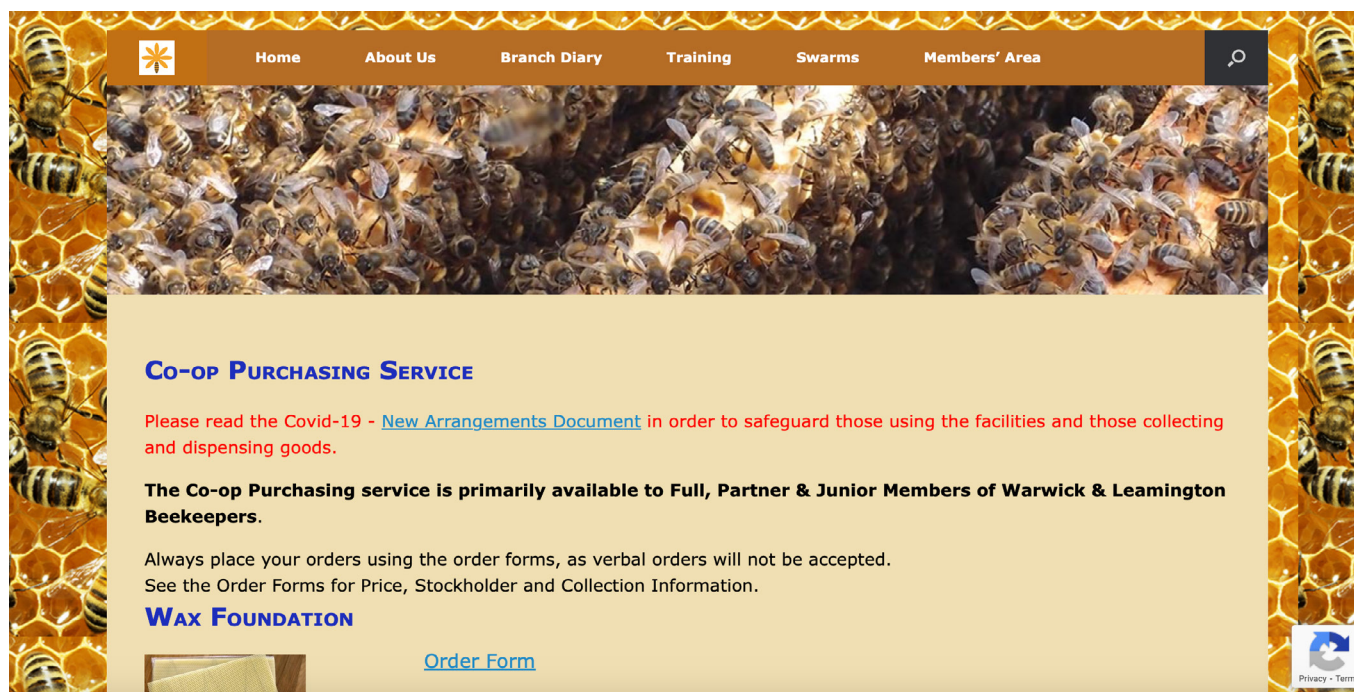 Home About Us Branch Diary Training Swarms Members' Area
Co-op Purchasing Service
Please read the Covid-19 - New Arrangements Document in order to safeguard those using the facilities and those collecting
and dispensing goods.
The Co-op Purchasing service is primarily available to Full, Partner & Junior Members of Warwick & Leamington
Beekeepers.
Always place your orders using the order forms, as verbal orders will not be accepted.
See the Order Forms for Price, Stockholder and Collection Information.
Wax Foundation
Order Form
Privacy - Term